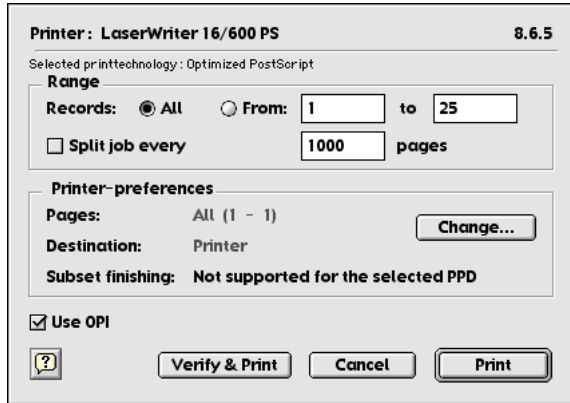 Printer: LaserWriter 16/600 PS 8.6.5
Selected printtechnology: Optimized PostScript
Range
Records: All From: 1 to 25
Split job every 1000 pages
Printer-preferences
Pages: All (1 - 1)
Change...
Destination: Printer
Subset finishing: Not supported for the selected PPD
Use OPI
? Verify & Print Cancel Print